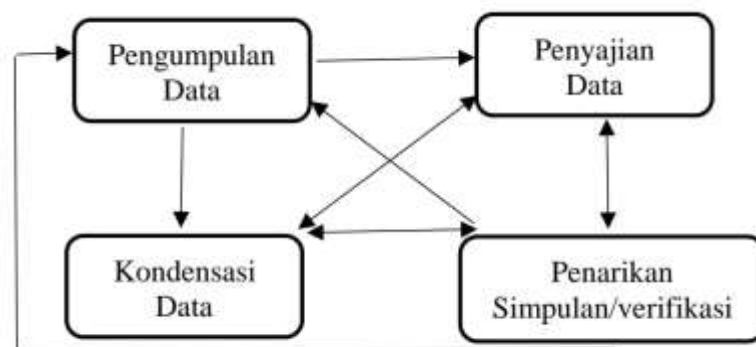 Pengumpulan
Data
Penyajian
Data
Kondensasi
Data
Penarikan
Simpulan/verifikasi